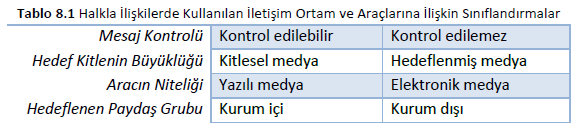 Tablo 8.1 Halkla İlişkilerde Kullanılan İletişim Ortam ve Araçlarına İlişkin Sınıflandırmalar
Mesaj Kontrolü Kontrol edilebilir Kontrol edilemez
Hedef Kitlenin Büyüklüğü Kitlesel medya Hedeflenmiş medya
Aracın Niteliği Yazılı medya Elektronik medya
Hedeflenen Paydaş Grubu Kurum içi Kurum dışı